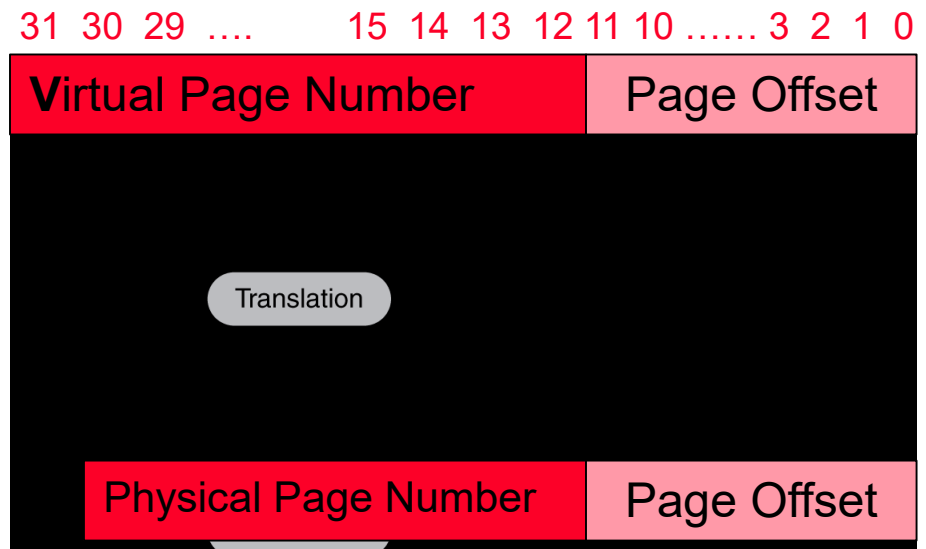 31 30 29 .... 15 14 13 12 11 10 ...... 3 2 1 0
Virtual Page Number Page Offset
Translation
Physical Page Number Page Offset